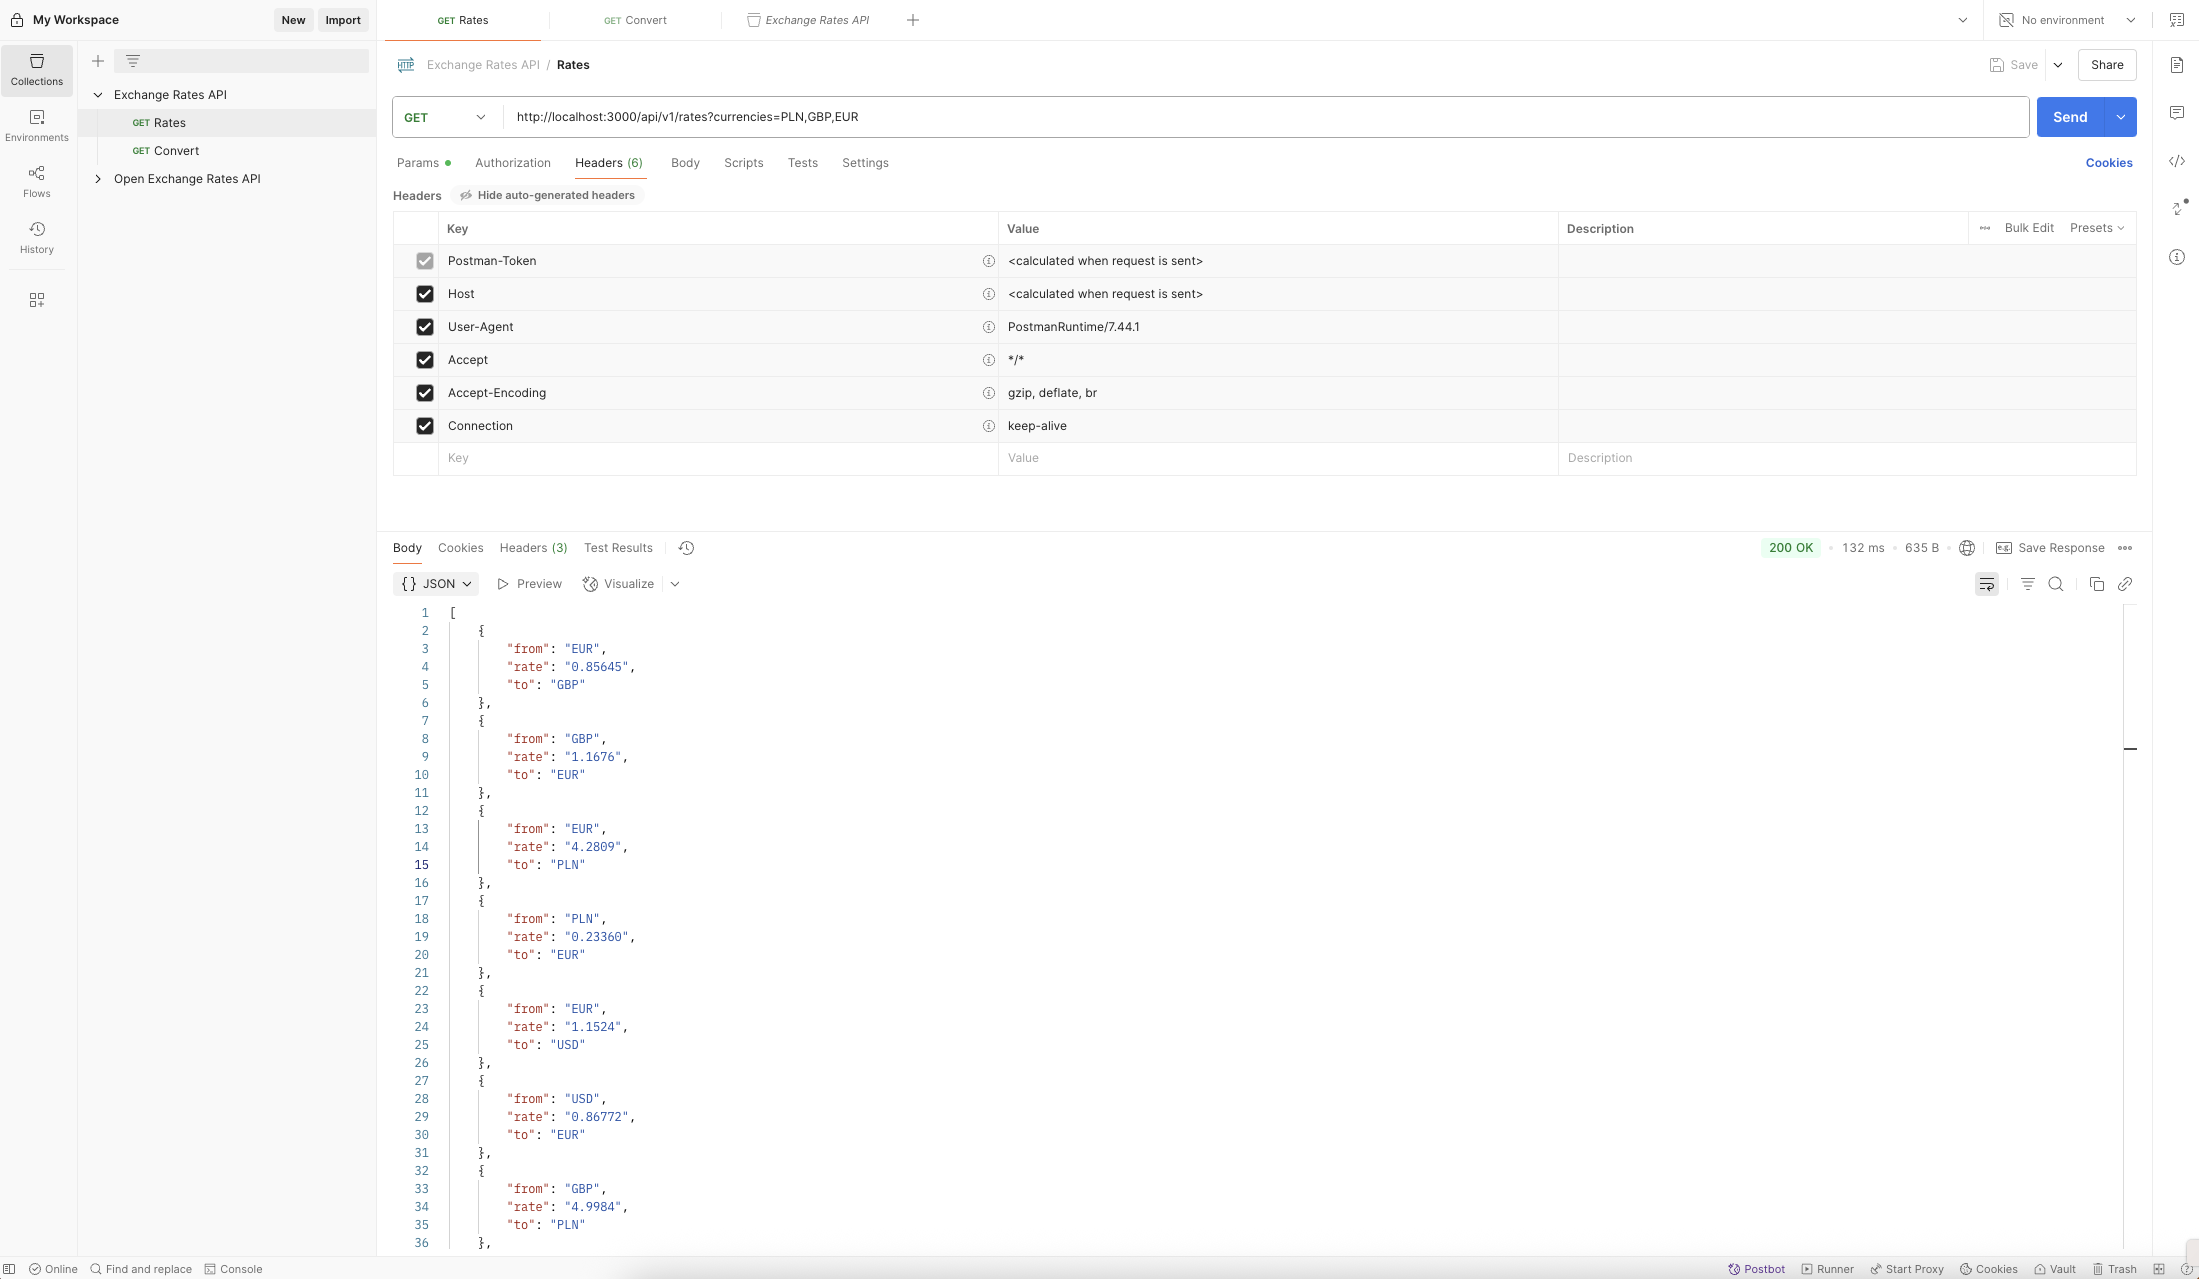 My Workspace
New
Import
GET Rates
GET Convert
Exchange Rates API
No environment
Collections
Environments
Flows
History
Exchange Rates API
GET Rates
GET Convert
Open Exchange Rates API
HTTP
Exchange Rates API / Rates
Save
Share
GET
http://localhost:3000/api/v1/rates?currencies=PLN,GBP,EUR
Send
Params
Authorization
Headers (6)
Body
Scripts
Tests
Settings
Cookies
Headers
Hide auto-generated headers
Key Value Description
Bulk Edit
Presets
Postman-Token <calculated when request is sent>
Host <calculated when request is sent>
User-Agent PostmanRuntime/7.44.1
Accept */*
Accept-Encoding gzip, deflate, br
Connection keep-alive
Key Value Description
Body Cookies Headers (3) Test Results
200 OK • 132 ms • 635 B
e.g. Save Response
{} JSON
Preview
Visualize
1 [
2 {
3 "from": "EUR",
4 "rate": "0.85645",
5 "to": "GBP"
6 },
7 {
8 "from": "GBP",
9 "rate": "1.1676",
10 "to": "EUR"
11 },
12 {
13 "from": "EUR",
14 "rate": "4.2809",
15 "to": "PLN"
16 },
17 {
18 "from": "PLN",
19 "rate": "0.23360",
20 "to": "EUR"
21 },
22 {
23 "from": "EUR",
24 "rate": "1.1524",
25 "to": "USD"
26 },
27 {
28 "from": "USD",
29 "rate": "0.86772",
30 "to": "EUR"
31 },
32 {
33 "from": "GBP",
34 "rate": "4.9984",
35 "to": "PLN"
36 },
Online
Find and replace
Console
Postbot
Runner
Start Proxy
Cookies
Vault
Trash